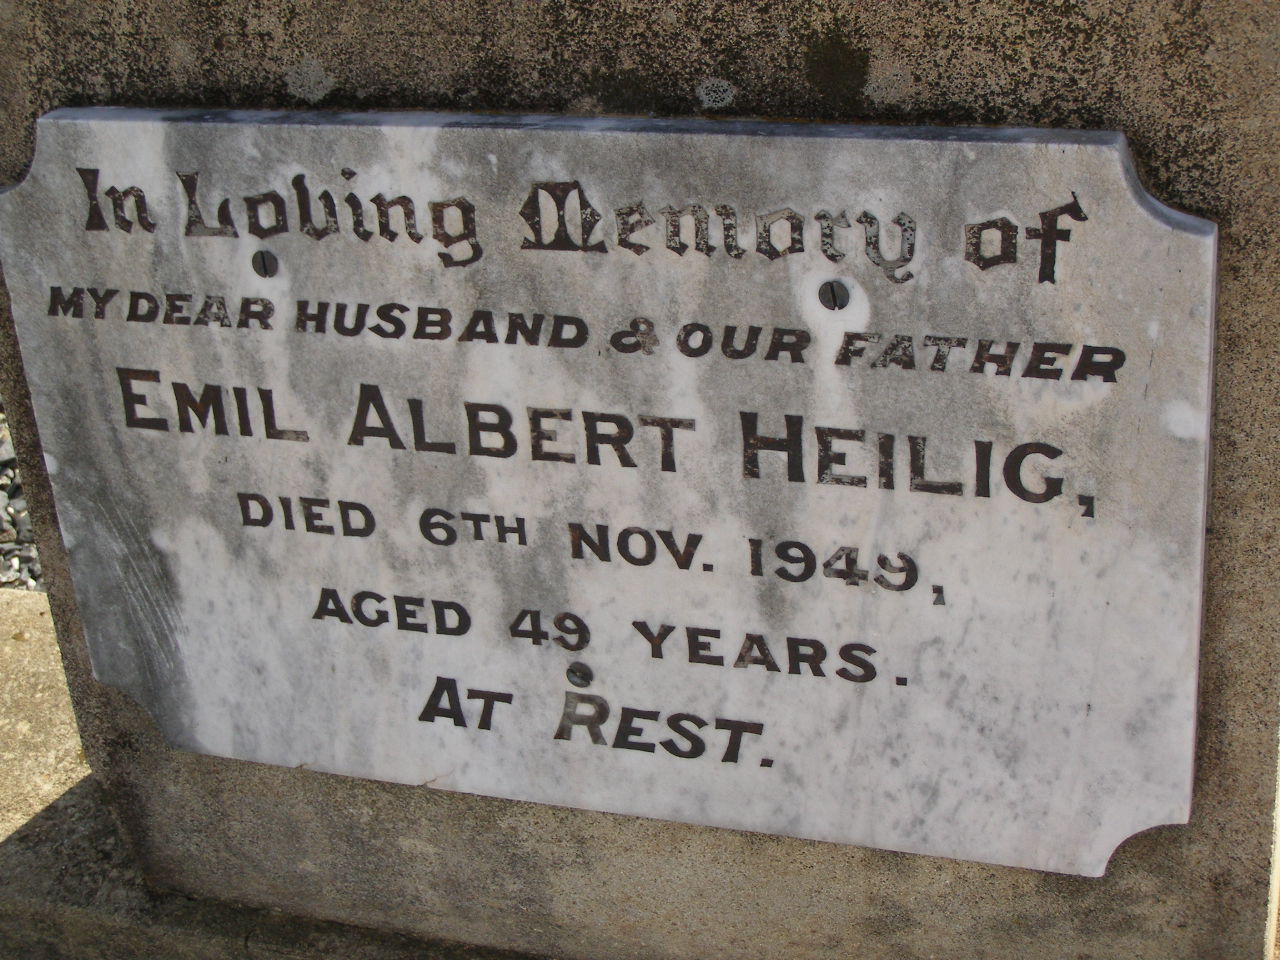 In Loving Memory of
MY DEAR HUSBAND & OUR FATHER
EMIL ALBERT HEILIG,
DIED 6TH NOV. 1949,
AGED 49 YEARS.
AT REST.